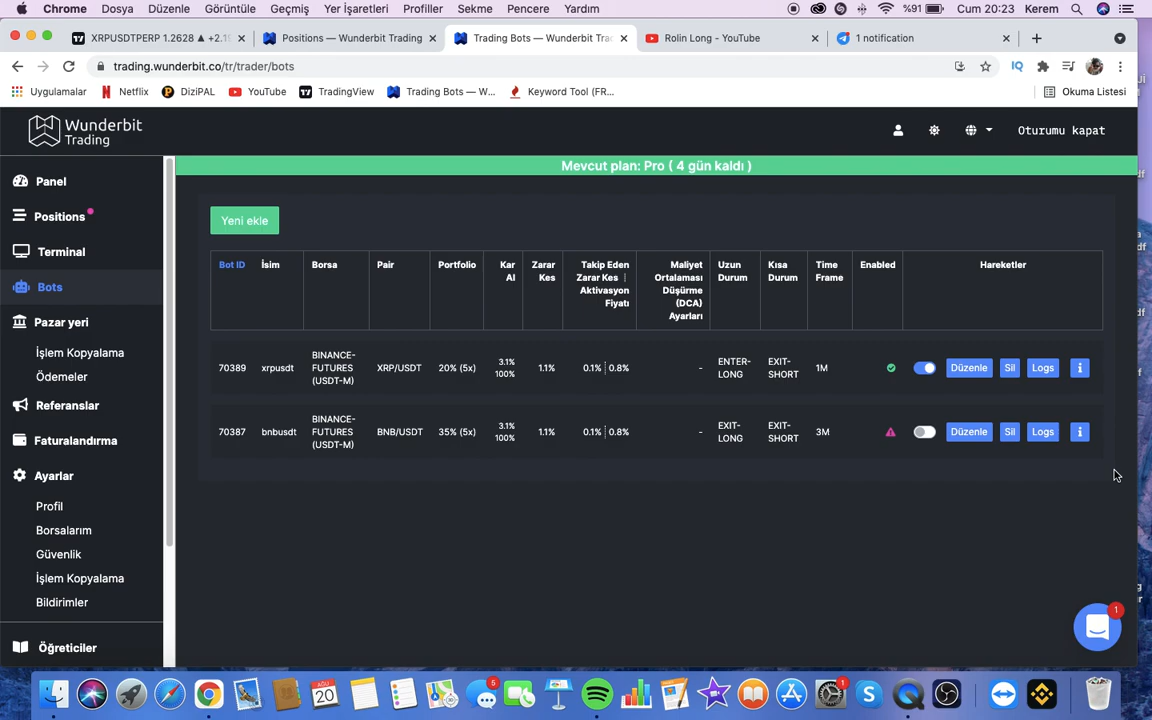 Chrome Dosya Düzenle Görüntüle Geçmiş Yer İşaretleri Profiller Sekme Pencere Yardım %91 Cum 20:23 Kerem
XRPUSDTPERP 1.2628 ▲ +2.1 Positions — Wunderbit Trading Trading Bots — Wunderbit Tra Rolin Long - YouTube 1 notification
trading.wunderbit.co/tr/trader/bots
Uygulamalar Netflix DiziPAL YouTube TradingView Trading Bots — W... Keyword Tool (FR... Okuma Listesi
Wunderbit
Trading
Oturumu kapat
Mevcut plan: Pro ( 4 gün kaldı )
Panel
Positions
Terminal
Bots
Pazar yeri
İşlem Kopyalama
Ödemeler
Referanslar
Faturalandırma
Ayarlar
Profil
Borsalarım
Güvenlik
İşlem Kopyalama
Bildirimler
Öğreticiler
Yeni ekle
Bot ID İsim Borsa Pair Portfolio Kar Al Zarar Kes Takip Eden Zarar Kes | Aktivasyon Fiyatı Maliyet Ortalaması Düşürme (DCA) Ayarları Uzun Durum Kısa Durum Time Frame Enabled Hareketler
70389 xrpusdt BINANCE-FUTURES (USDT-M) XRP/USDT 20% (5x) 3.1% 100% 1.1% 0.1% | 0.8% - ENTER-LONG EXIT-SHORT 1M Düzenle Sil Logs i
70387 bnbusdt BINANCE-FUTURES (USDT-M) BNB/USDT 35% (5x) 3.1% 100% 1.1% 0.1% | 0.8% - EXIT-LONG EXIT-SHORT 3M Düzenle Sil Logs i
1
5
AĞU
20
1